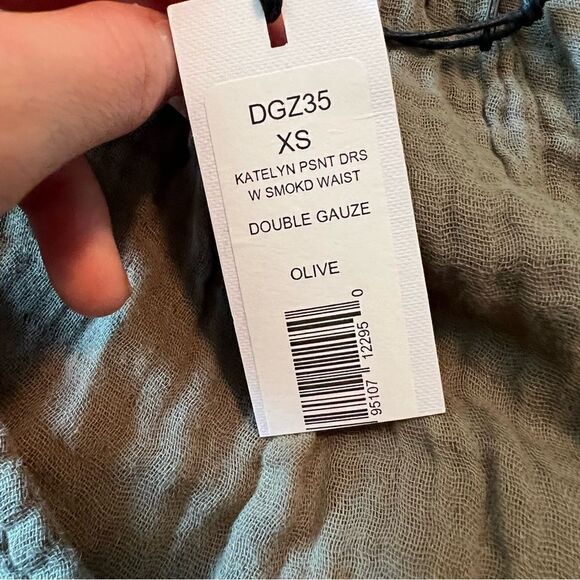 DGZ35
XS
KATELYN PSNT DRS
W SMOKD WAIST
DOUBLE GAUZE
OLIVE
95107 12295 0